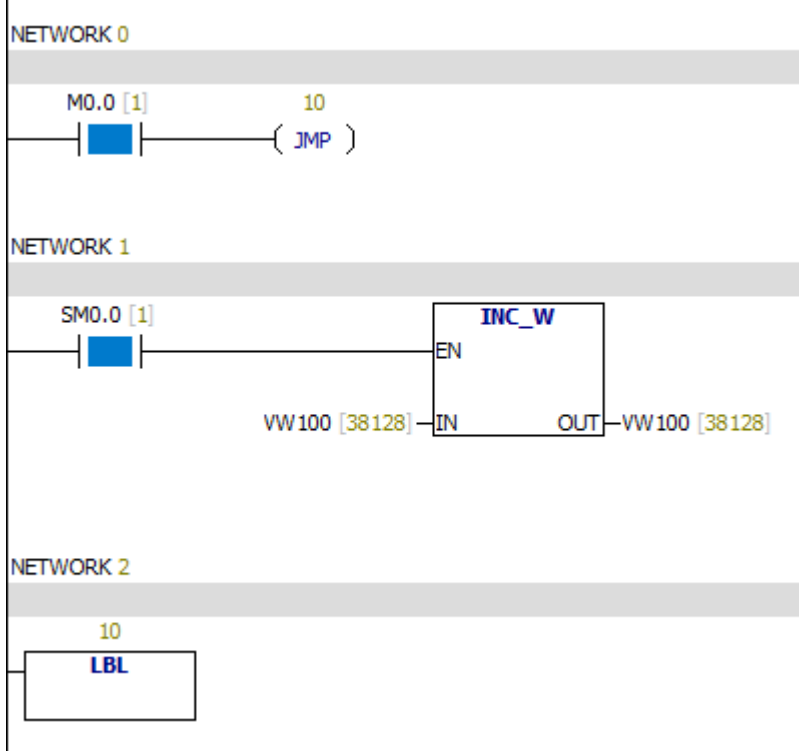 NETWORK 0
M0.0 [1] 10
JMP
NETWORK 1
SM0.0 [1] INC_W
EN
VW100 [38128] IN OUT VW100 [38128]
NETWORK 2
10
LBL